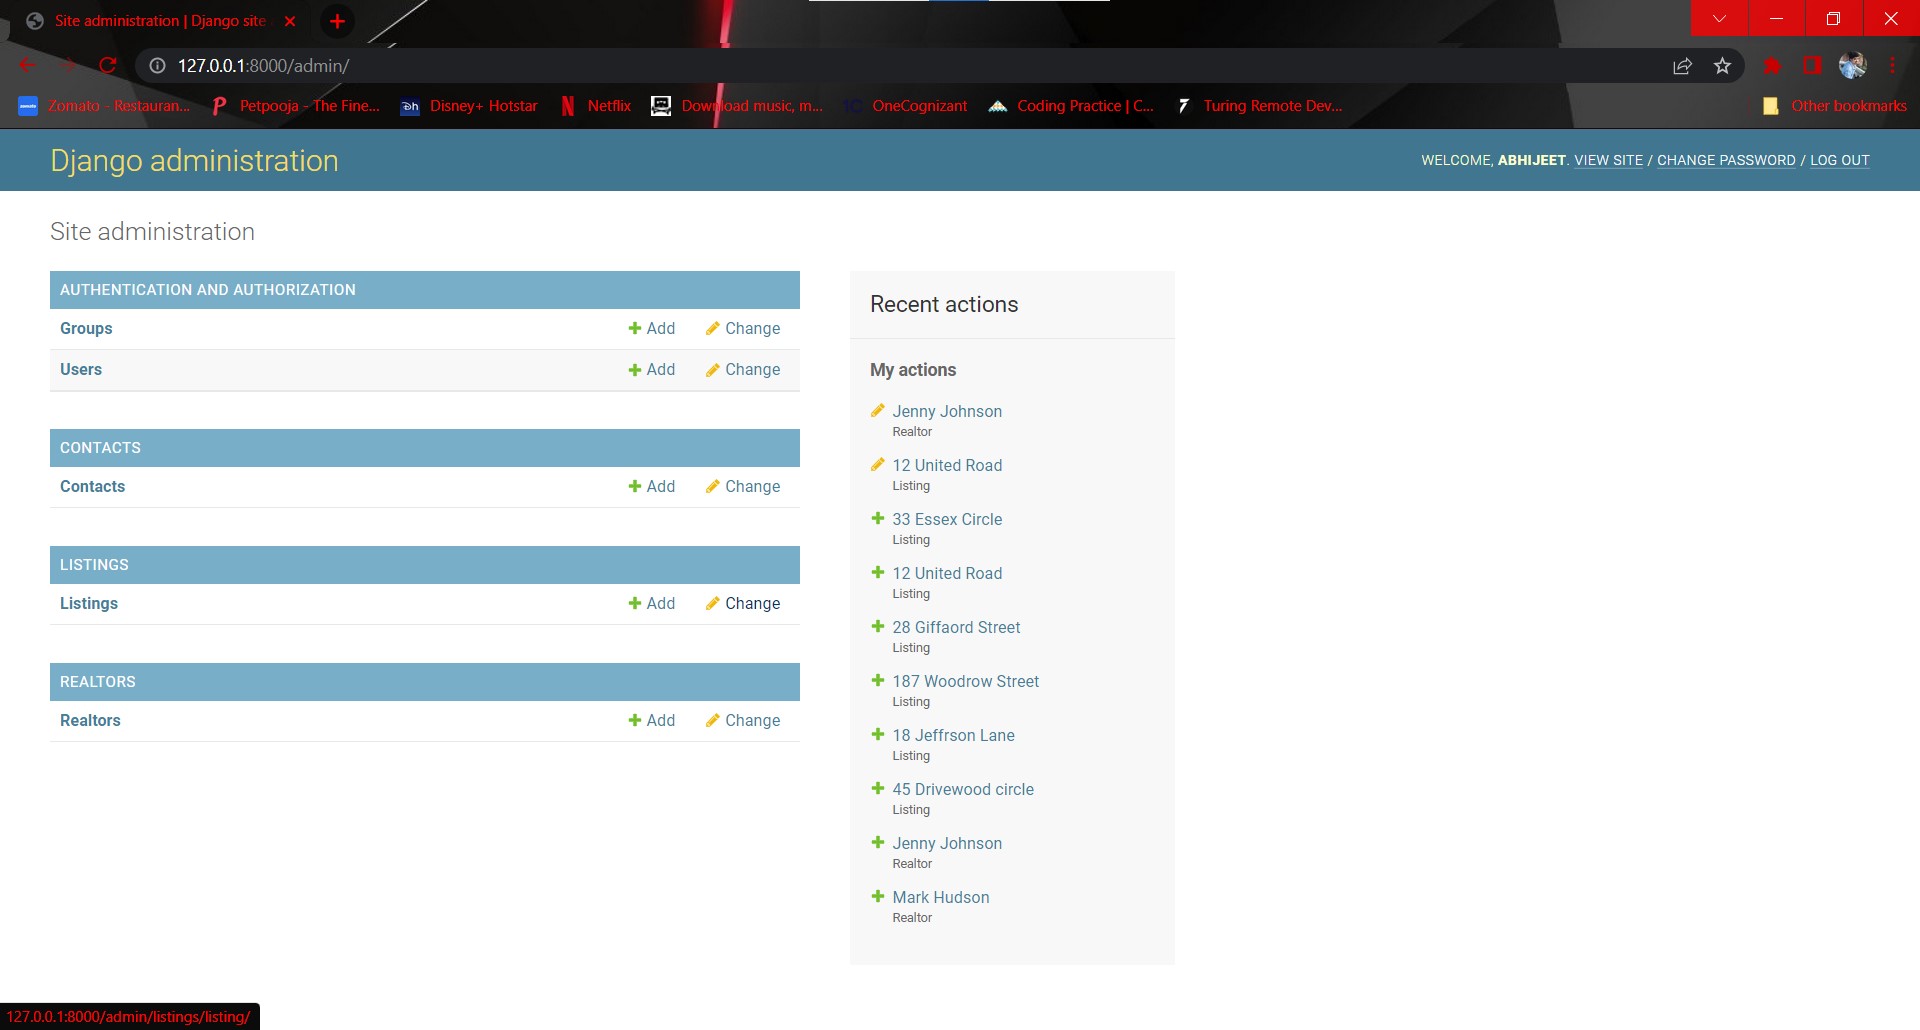 Site administration | Django site
127.0.0.1:8000/admin/
Zomato - Restauran... Petpooja - The Fine... Disney+ Hotstar Netflix Download music, m... OneCognizant Coding Practice | C... Turing Remote Dev... Other bookmarks
Django administration
WELCOME, ABHIJEET. VIEW SITE / CHANGE PASSWORD / LOG OUT
Site administration
AUTHENTICATION AND AUTHORIZATION
Groups Add Change
Users Add Change
CONTACTS
Contacts Add Change
LISTINGS
Listings Add Change
REALTORS
Realtors Add Change
Recent actions
My actions
Jenny Johnson
Realtor
12 United Road
Listing
33 Essex Circle
Listing
12 United Road
Listing
28 Giffaord Street
Listing
187 Woodrow Street
Listing
18 Jeffrson Lane
Listing
45 Drivewood circle
Listing
Jenny Johnson
Realtor
Mark Hudson
Realtor
127.0.0.1:8000/admin/listings/listing/